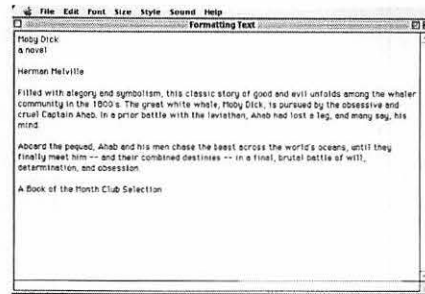 File Edit Font Size Style Sound Help
Formatting Text
Moby Dick
a novel
Herman Melville
Filled with alegory and symbolism, this classic story of good and evil unfolds among the whaler
community in the 1800's. The great white whale, Moby Dick, is pursued by the obsessive and
cruel Captain Ahab. In a prior battle with the leviathan, Ahab had lost a leg, and many say, his
mind.
Aboard the pequad, Ahab and his men chase the beast across the world's oceans, until they
finally meet him -- and their combined destinies -- in a final, brutal battle of will,
determination, and obsession.
A Book of the Month Club Selection